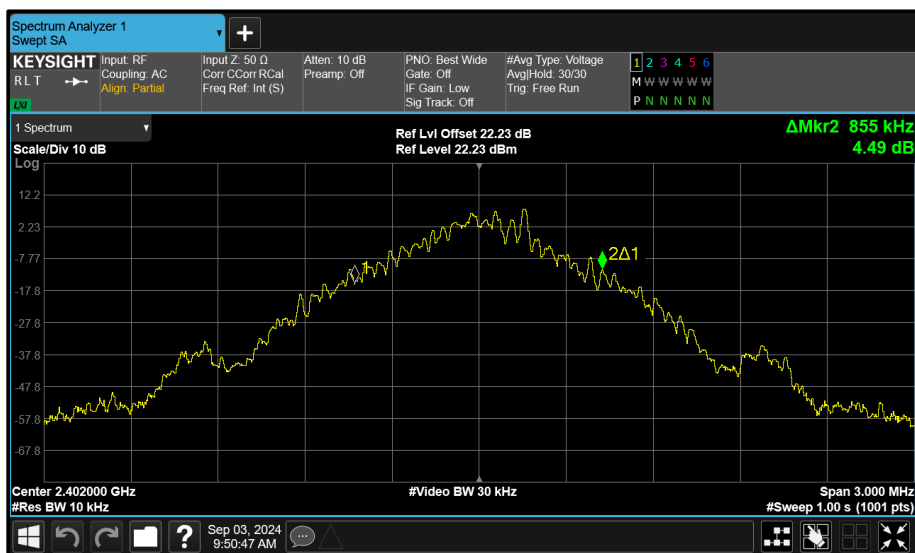 Spectrum Analyzer 1
Swept SA
KEYSIGHT
R L T
LXI
Input: RF
Coupling: AC
Align: Partial
Input Z: 50 Ω
Corr CCorr RCal
Freq Ref: Int (S)
Atten: 10 dB
Preamp: Off
PNO: Best Wide
Gate: Off
IF Gain: Low
Sig Track: Off
#Avg Type: Voltage
Avg|Hold: 30/30
Trig: Free Run
1 2 3 4 5 6
M W W W W W
P N N N N N
1 Spectrum
Scale/Div 10 dB
Ref Lvl Offset 22.23 dB
Ref Level 22.23 dBm
ΔMkr2 855 kHz
4.49 dB
Log
12.2
2.23
-7.77
-17.8
-27.8
-37.8
-47.8
-57.8
-67.8
1
2Δ1
Center 2.402000 GHz
#Res BW 10 kHz
#Video BW 30 kHz
Span 3.000 MHz
#Sweep 1.00 s (1001 pts)
?
Sep 03, 2024
9:50:47 AM